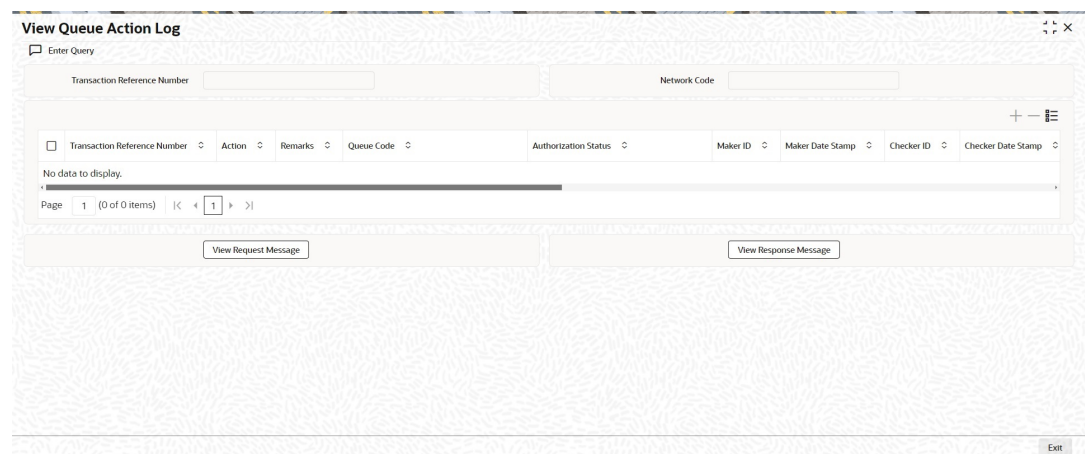 View Queue Action Log
Enter Query
Transaction Reference Number
Network Code
Transaction Reference Number Action Remarks Queue Code Authorization Status Maker ID Maker Date Stamp Checker ID Checker Date Stamp
No data to display.
Page 1 (0 of 0 items) 1
View Request Message View Response Message
Exit